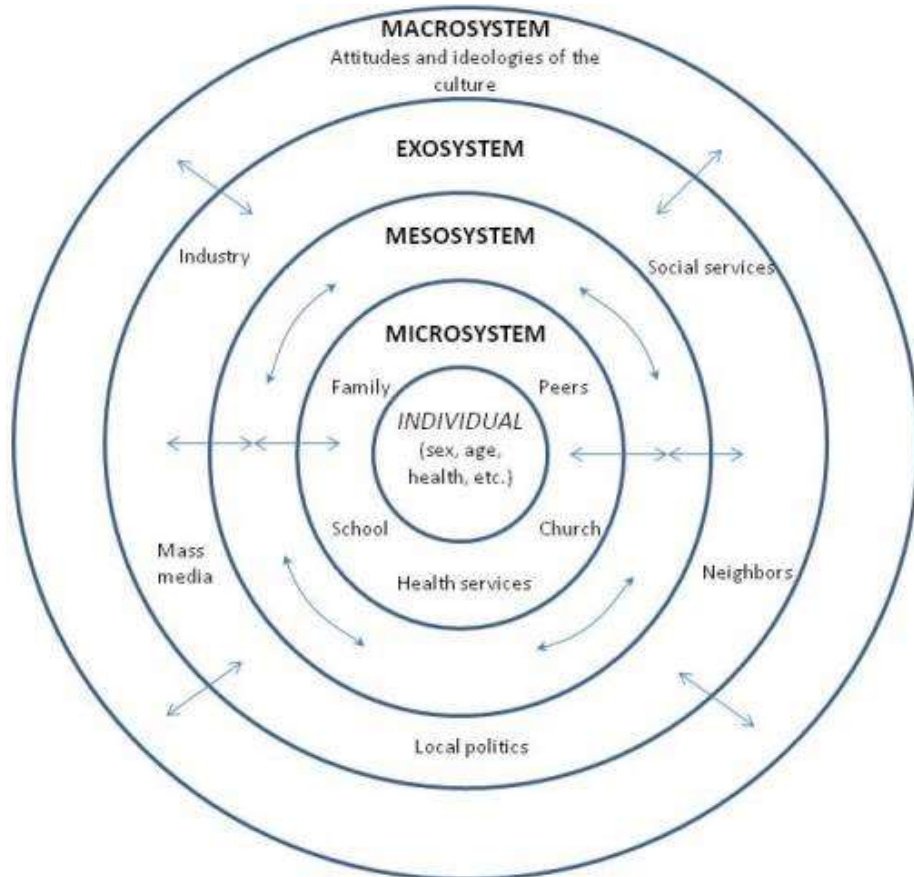 MACROSYSTEM
Attitudes and ideologies of the
culture
EXOSYSTEM
MESOSYSTEM
Industry
Social services
MICROSYSTEM
Family
Peers
INDIVIDUAL
(sex, age,
health, etc.)
School
Church
Mass
media
Health services
Neighbors
Local politics